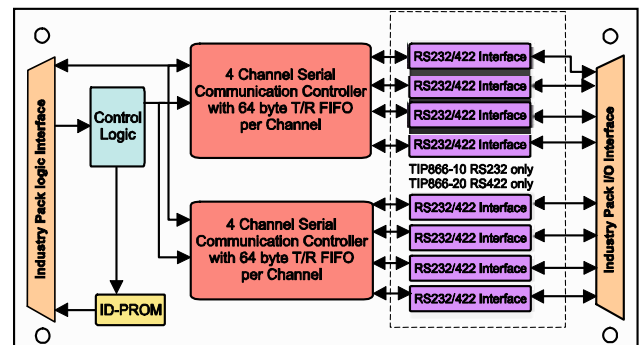 Industry Pack logic Interface
Control
Logic
ID-PROM
4 Channel Serial
Communication Controller
with 64 byte T/R FIFO
per Channel
4 Channel Serial
Communication Controller
with 64 byte T/R FIFO
per Channel
RS232/422 Interface
RS232/422 Interface
RS232/422 Interface
RS232/422 Interface
TIP866-10 RS232 only
TIP866-20 RS422 only
RS232/422 Interface
RS232/422 Interface
RS232/422 Interface
RS232/422 Interface
Industry Pack I/O Interface